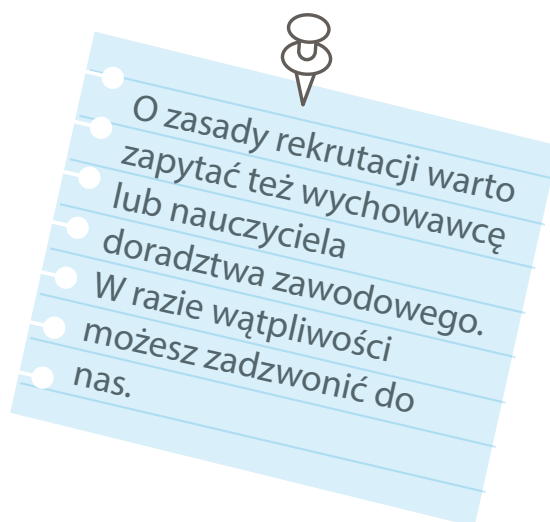 O zasady rekrutacji warto
zapytać też wychowawcę
lub nauczyciela
doradztwa zawodowego.
W razie wątpliwości
możesz zadzwonić do
nas.